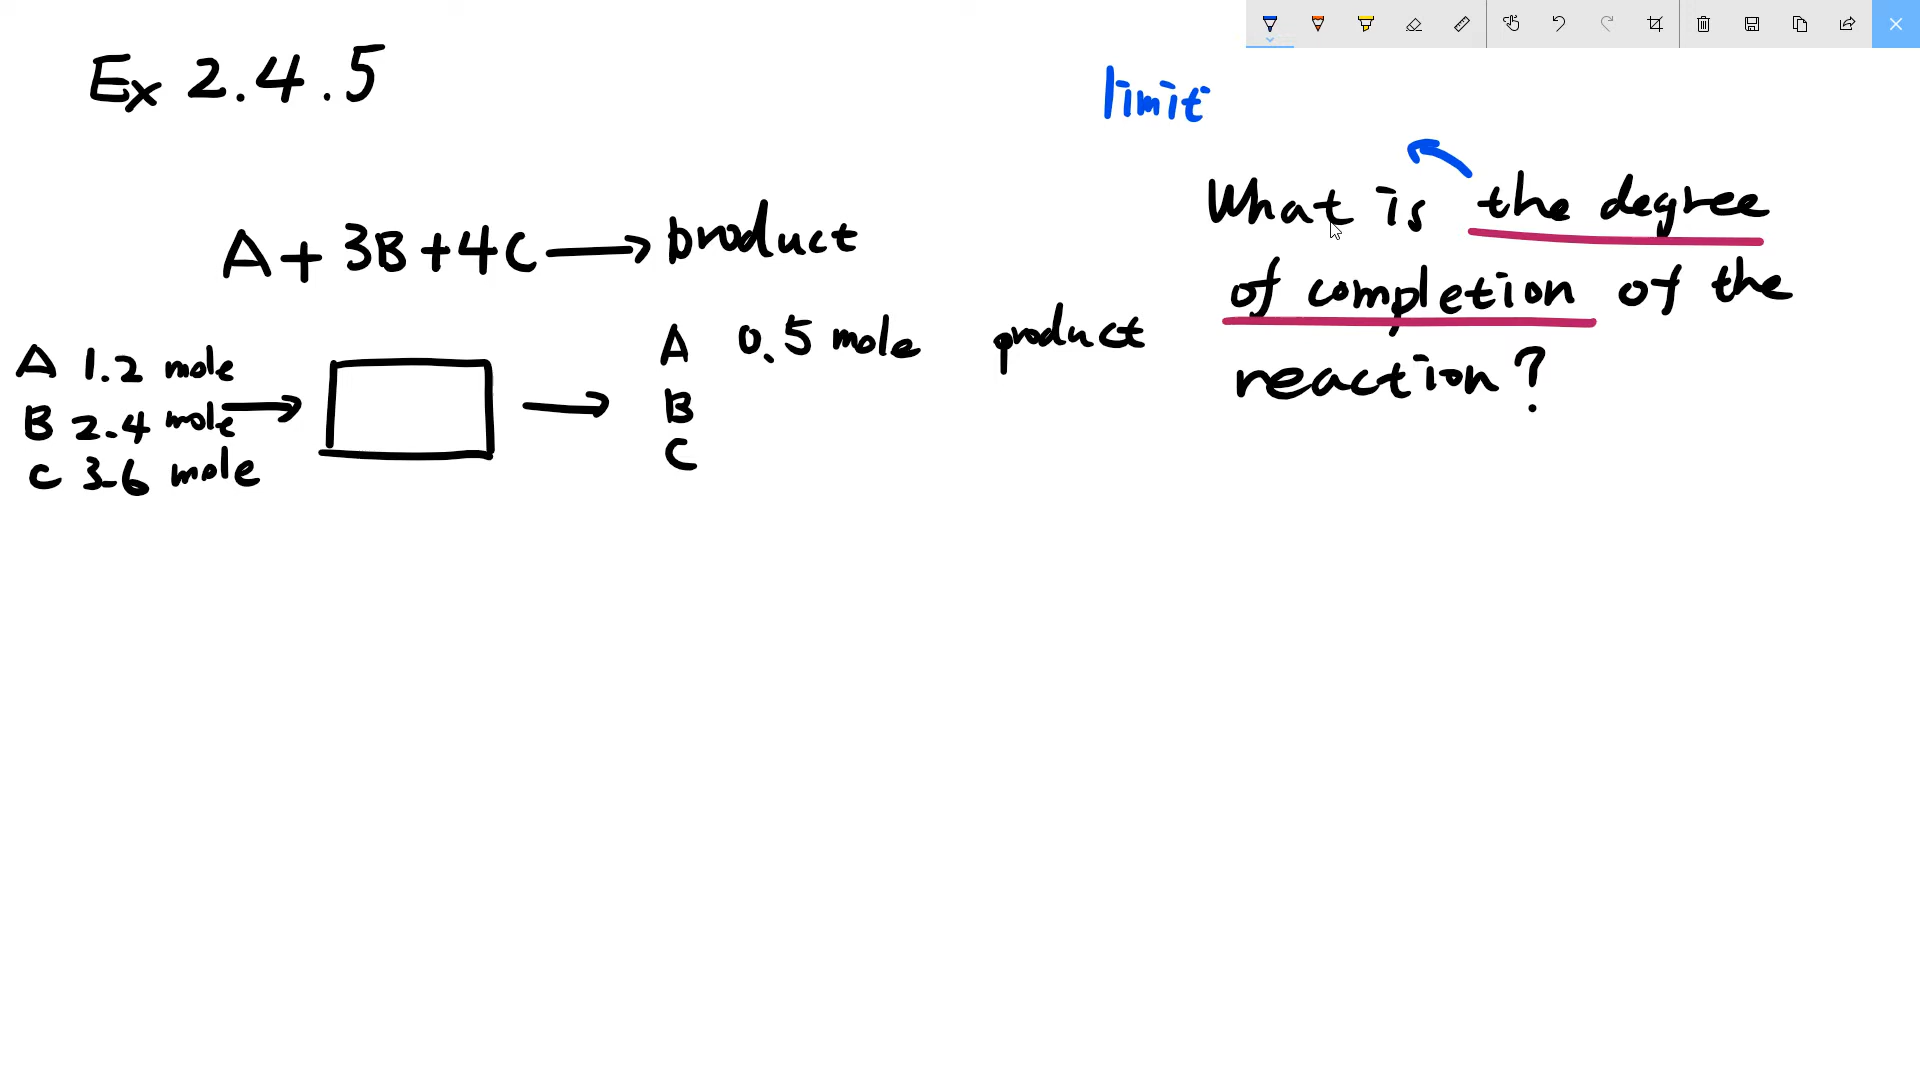 Ex 2.4.5
limit
What is the degree
of completion of the
reaction?
A + 3B + 4C → product
A 1.2 mole
B 2.4 mole
C 3.6 mole
A 0.5 mole product
B
C